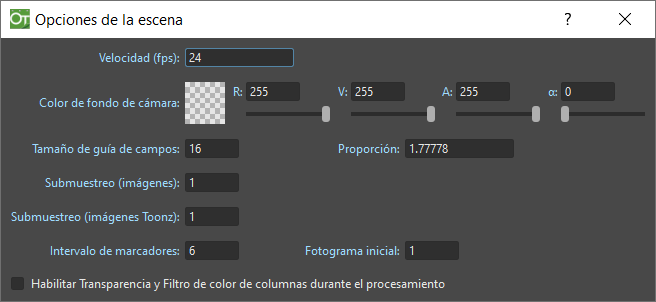 OT Opciones de la escena ?
Velocidad (fps): 24
Color de fondo de cámara: R: 255 V: 255 A: 255 α: 0
Tamaño de guía de campos: 16 Proporción: 1.77778
Submuestreo (imágenes): 1
Submuestreo (imágenes Toonz): 1
Intervalo de marcadores: 6 Fotograma inicial: 1
Habilitar Transparencia y Filtro de color de columnas durante el procesamiento